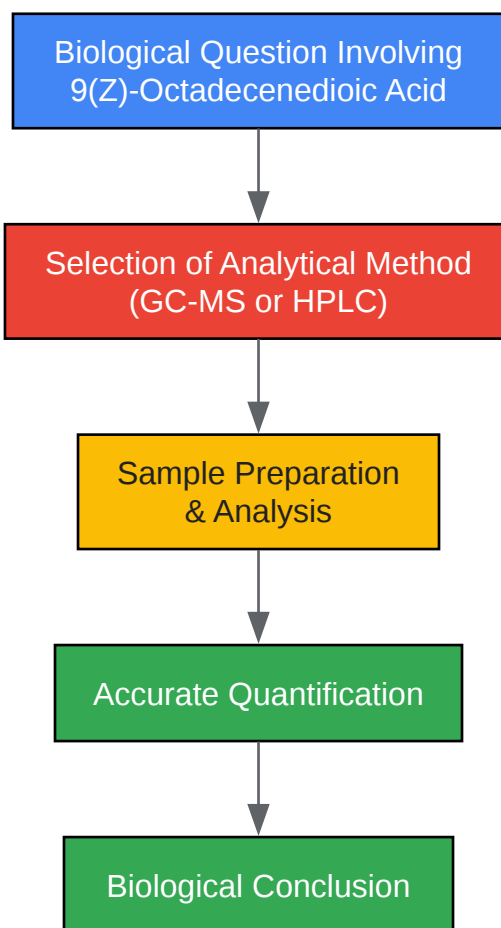 Biological Question Involving
9(Z)-Octadecenedioic Acid
Selection of Analytical Method
(GC-MS or HPLC)
Sample Preparation
& Analysis
Accurate Quantification
Biological Conclusion